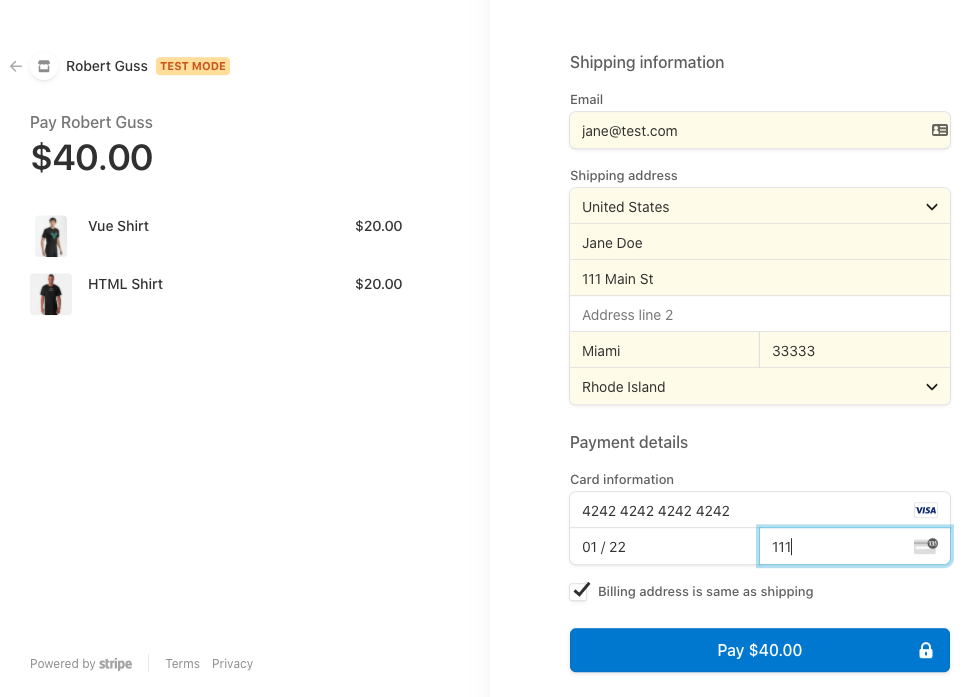 Robert Guss TEST MODE
Pay Robert Guss
$40.00
Vue Shirt $20.00
HTML Shirt $20.00
Powered by stripe Terms Privacy
Shipping information
Email
jane@test.com
Shipping address
United States
Jane Doe
111 Main St
Address line 2
Miami 33333
Rhode Island
Payment details
Card information
4242 4242 4242 4242 VISA
01 / 22 111
Billing address is same as shipping
Pay $40.00